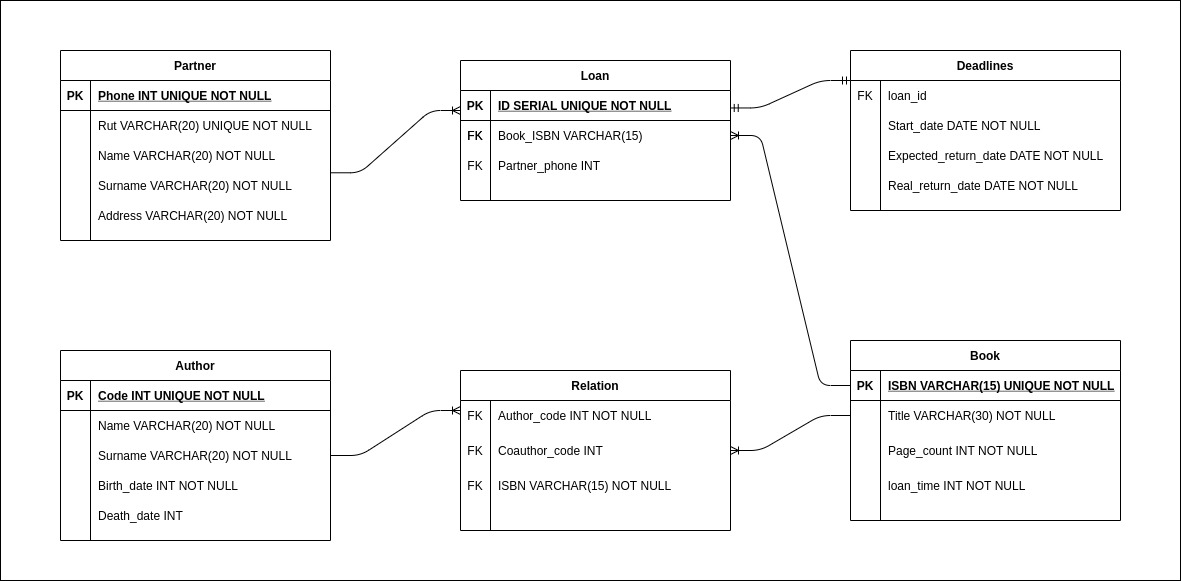 Partner
PK Phone INT UNIQUE NOT NULL
Rut VARCHAR(20) UNIQUE NOT NULL
Name VARCHAR(20) NOT NULL
Surname VARCHAR(20) NOT NULL
Address VARCHAR(20) NOT NULL
Loan
PK ID SERIAL UNIQUE NOT NULL
FK Book_ISBN VARCHAR(15)
FK Partner_phone INT
Deadlines
FK loan_id
Start_date DATE NOT NULL
Expected_return_date DATE NOT NULL
Real_return_date DATE NOT NULL
Author
PK Code INT UNIQUE NOT NULL
Name VARCHAR(20) NOT NULL
Surname VARCHAR(20) NOT NULL
Birth_date INT NOT NULL
Death_date INT
Relation
FK Author_code INT NOT NULL
FK Coauthor_code INT
FK ISBN VARCHAR(15) NOT NULL
Book
PK ISBN VARCHAR(15) UNIQUE NOT NULL
Title VARCHAR(30) NOT NULL
Page_count INT NOT NULL
loan_time INT NOT NULL